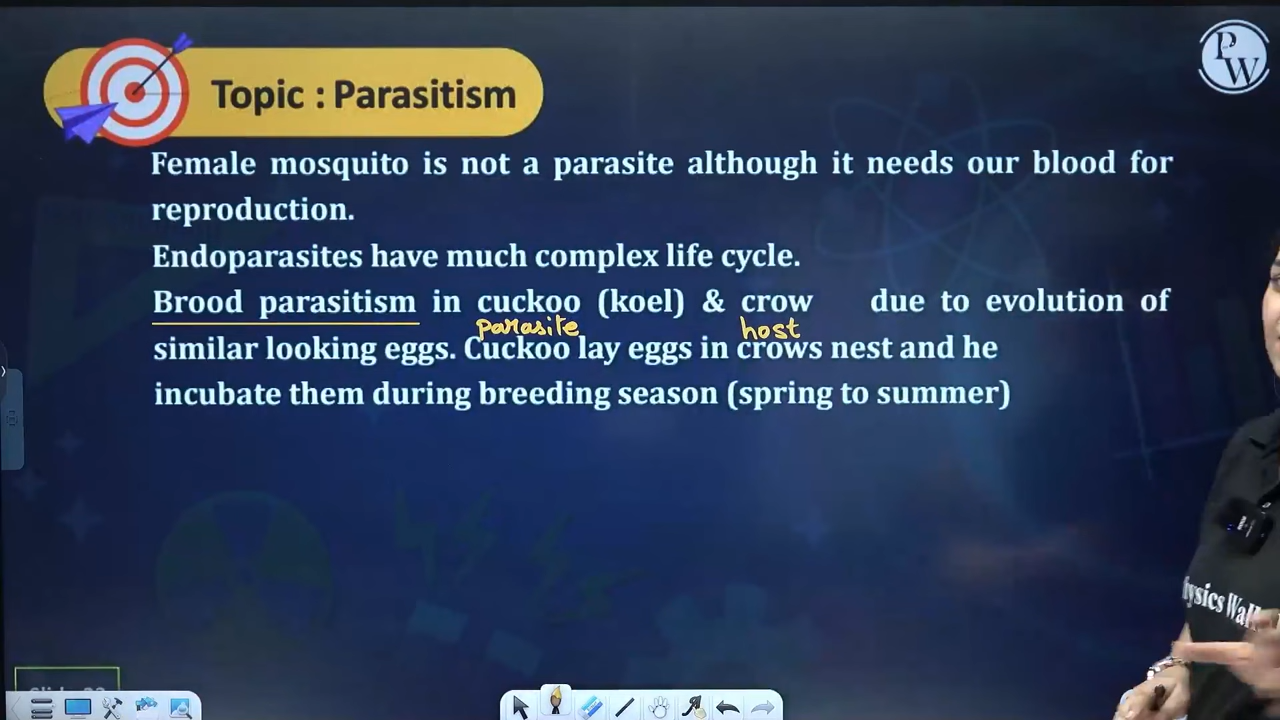 PW
Topic : Parasitism
Female mosquito is not a parasite although it needs our blood for
reproduction.
Endoparasites have much complex life cycle.
Brood parasitism in cuckoo (koel) & crow due to evolution of
parasite host
similar looking eggs. Cuckoo lay eggs in crows nest and he
incubate them during breeding season (spring to summer)